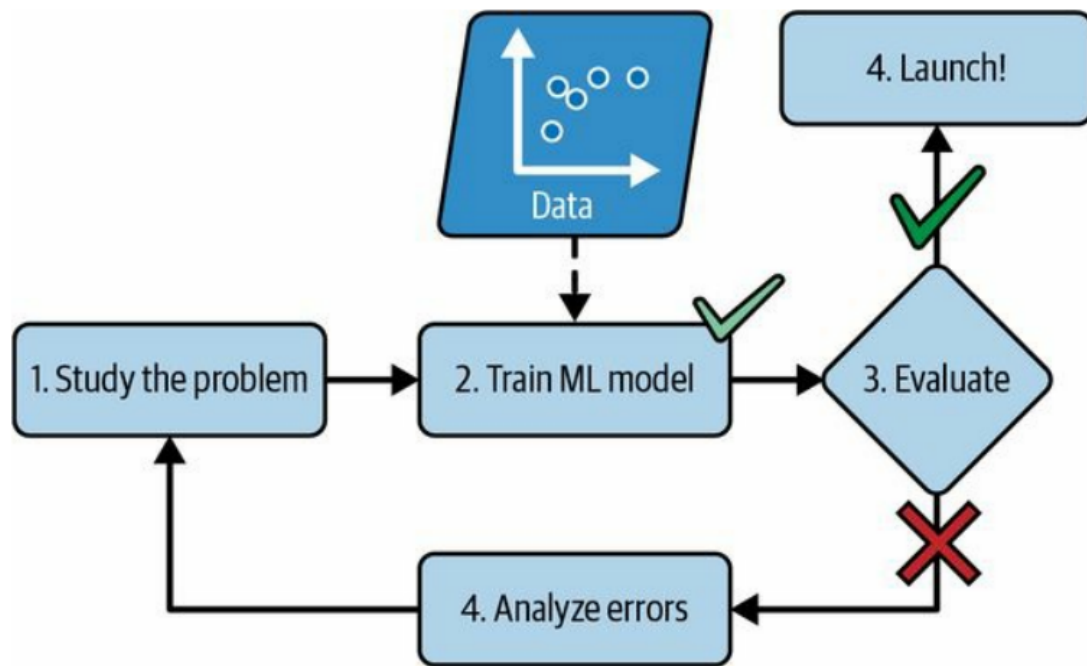 4. Launch!
Data
1. Study the problem
2. Train ML model
3. Evaluate
4. Analyze errors